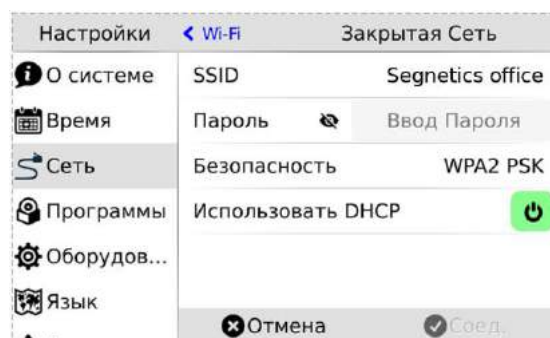 Настройки
Wi-Fi
Закрытая Сеть
О системе
Время
Сеть
Программы
Оборудов...
Язык
SSID
Segnetics office
Пароль
Ввод Пароля
Безопасность
WPA2 PSK
Использовать DHCP
Отмена
Соед.